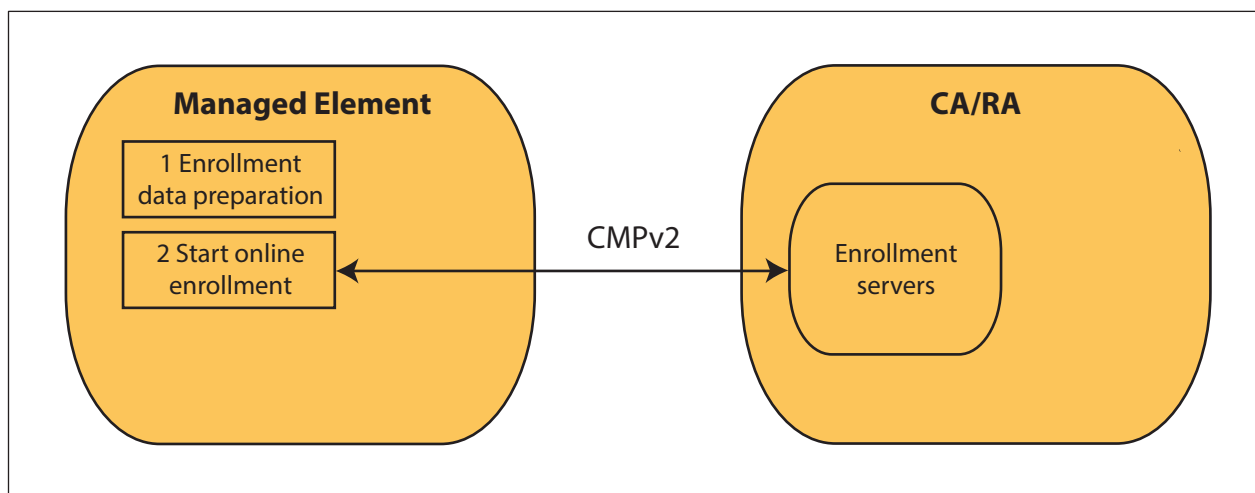 Managed Element
1 Enrollment
data preparation
2 Start online
enrollment
CMPv2
CA/RA
Enrollment
servers